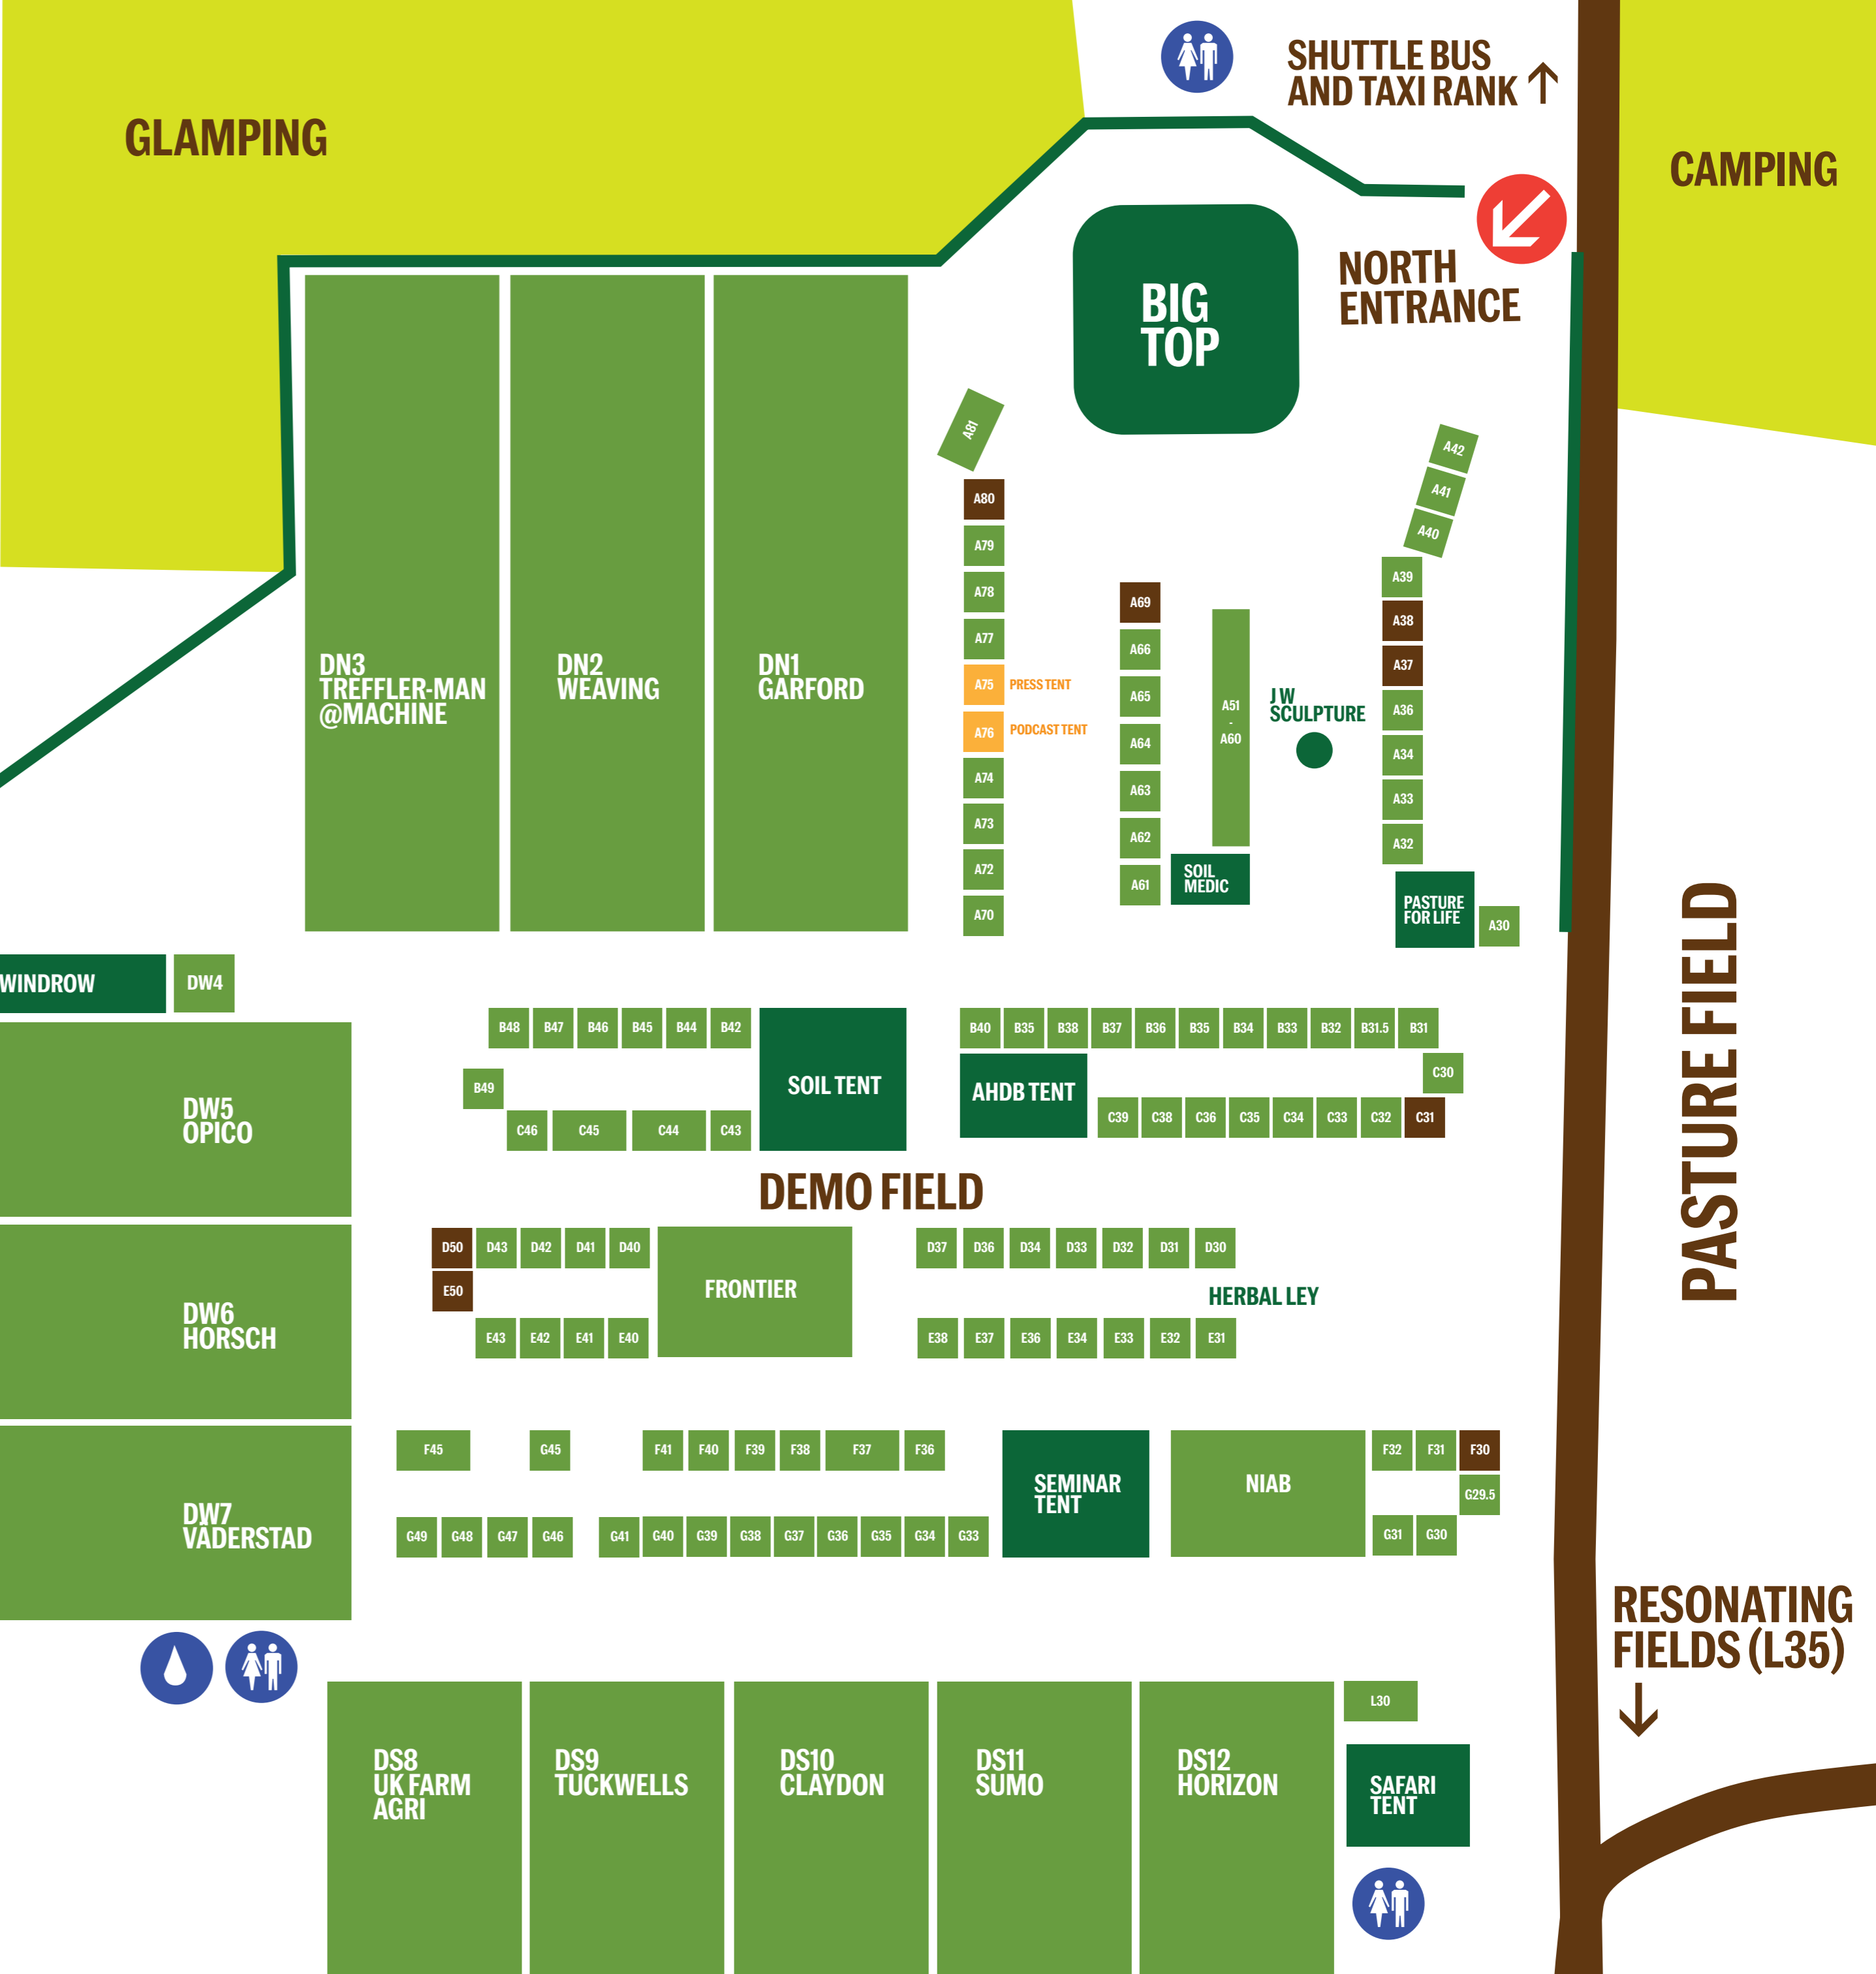 SHUTTLE BUS
AND TAXI RANK
GLAMPING
CAMPING
NORTH
ENTRANCE
BIG
TOP
A81
A42
A41
A40
A80
A79
A78
A77
A75
PRESS TENT
A76
PODCAST TENT
A74
A73
A72
A70
A69
A66
A65
A64
A63
A62
A61
A51
-
A60
SOIL
MEDIC
J W
SCULPTURE
A39
A38
A37
A36
A34
A33
A32
PASTURE
FOR LIFE
A30
DN3
TREFFLER-MAN
@MACHINE
DN2
WEAVING
DN1
GARFORD
PASTURE FIELD
WINDROW
DW4
B48 B47 B46 B45 B44 B42
B49
C46 C45 C44 C43
SOIL TENT
B40 B35 B38 B37 B36 B35 B34 B33 B32 B31.5 B31
AHDB TENT
C30
C39 C38 C36 C35 C34 C33 C32 C31
DW5
OPICO
DEMO FIELD
D50 D43 D42 D41 D40
E50
E43 E42 E41 E40
FRONTIER
D37 D36 D34 D33 D32 D31 D30
HERBAL LEY
E38 E37 E36 E34 E33 E32 E31
DW6
HORSCH
F45 G45 F41 F40 F39 F38 F37 F36
G49 G48 G47 G46 G41 G40 G39 G38 G37 G36 G35 G34 G33
SEMINAR
TENT
NIAB
F32 F31 F30
G29.5
G31 G30
DW7
VÄDERSTAD
RESONATING
FIELDS (L35)
DS8
UK FARM
AGRI
DS9
TUCKWELLS
DS10
CLAYDON
DS11
SUMO
DS12
HORIZON
L30
SAFARI
TENT